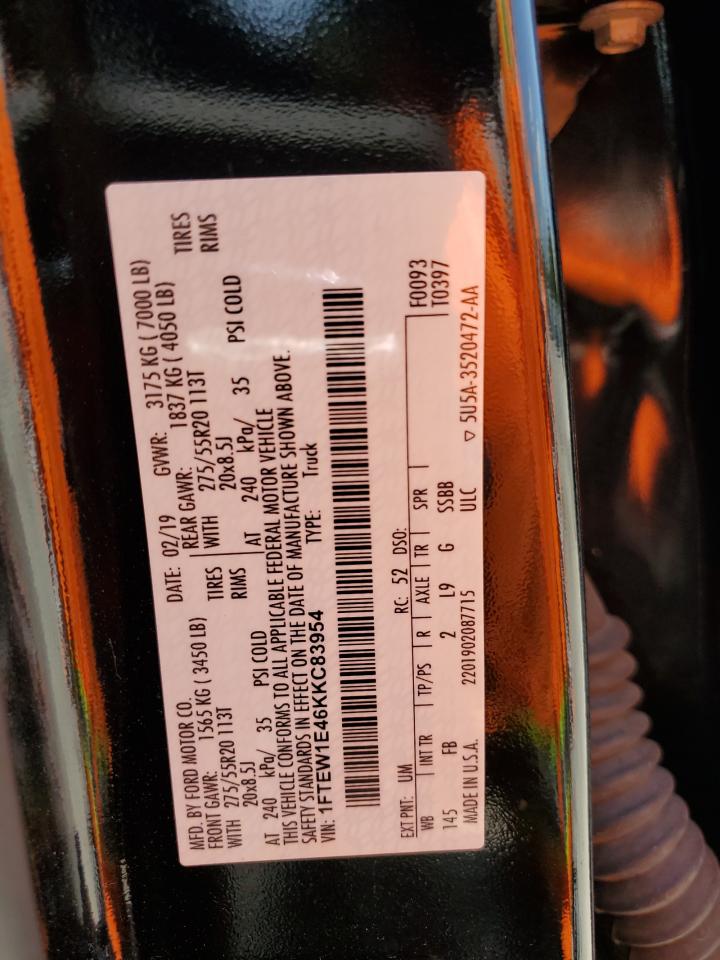 MFD. BY FORD MOTOR CO.
DATE: 02/19 GVWR: 3175 KG ( 7000 LB)
FRONT GAWR: 1565 KG ( 3450 LB)
REAR GAWR: 1837 KG ( 4050 LB)
WITH 275/55R20 113T TIRES
WITH 275/55R20 113T TIRES
20x8.5J RIMS
20x8.5J RIMS
AT 240 kPa/ 35 PSI COLD
AT 240 kPa/ 35 PSI COLD
THIS VEHICLE CONFORMS TO ALL APPLICABLE FEDERAL MOTOR VEHICLE
SAFETY STANDARDS IN EFFECT ON THE DATE OF MANUFACTURE SHOWN ABOVE.
VIN: 1FTEW1E46KKC83954 TYPE: Truck
EXT PNT: UM RC: 52 DSO: F0093
WB INT TR TP/PS R AXLE TR SPR T0397
145 FB 2 L9 G SSBB
MADE IN U.S.A. 2201902087715 ULC ▽ 5U5A-3520472-AA